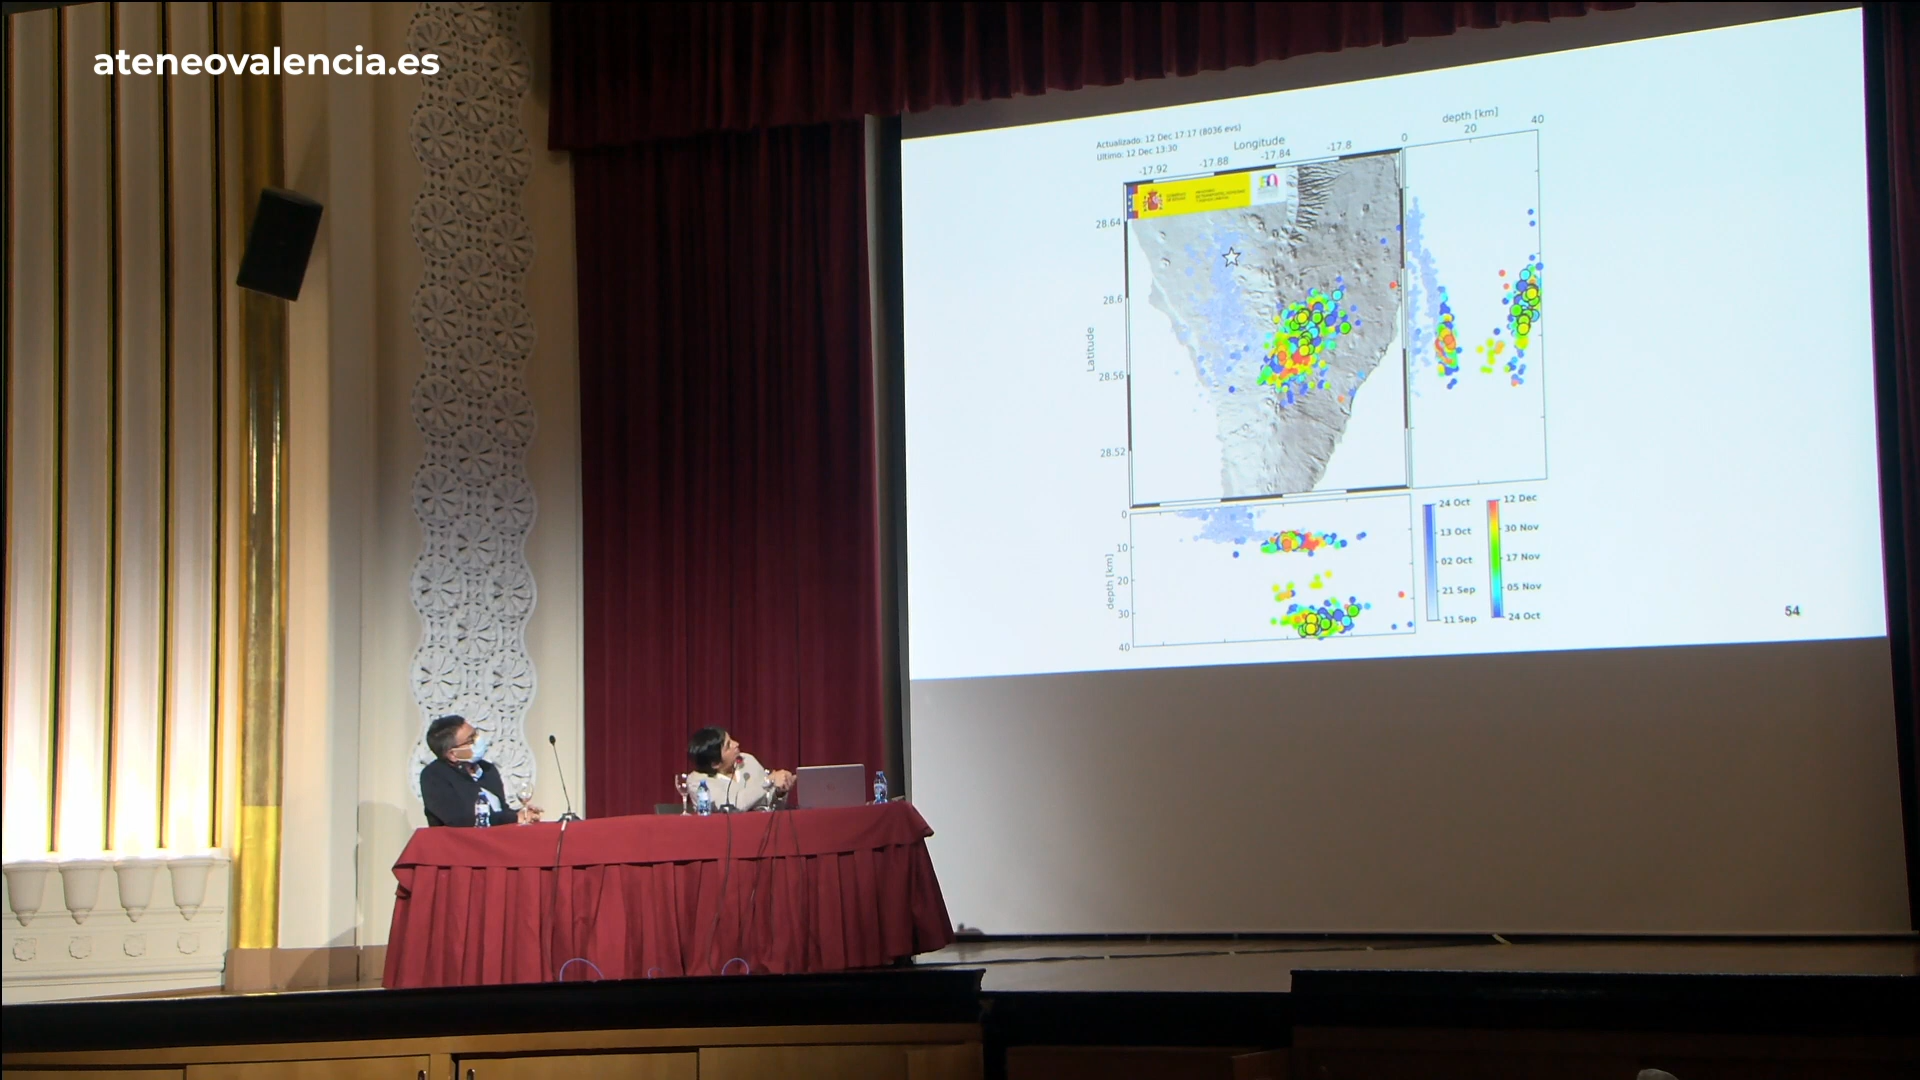 ateneovalencia.es
Actualizado: 12 Dec 17:17 (8036 evs)
Ultimo: 12 Dec 13:30
Longitude
-17.92 -17.88 -17.84 -17.8
depth [km]
0 20 40
GOBIERNO DE ESPAÑA
Latitude
28.64
28.6
28.56
28.52
depth [km]
0
10
20
30
40
24 Oct
13 Oct
02 Oct
21 Sep
11 Sep
12 Dec
30 Nov
17 Nov
05 Nov
24 Oct
54